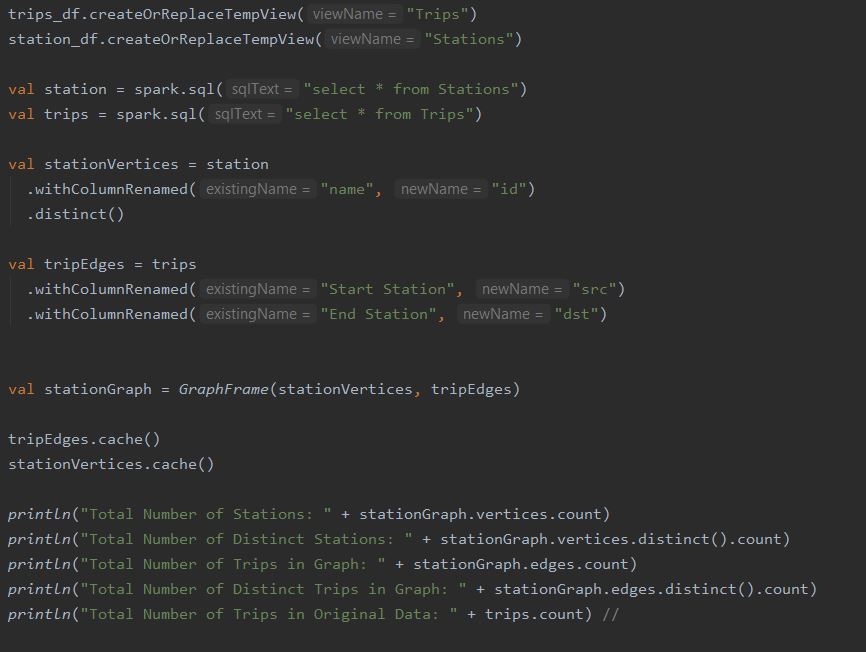 trips_df.createOrReplaceTempView( viewName = "Trips")
station_df.createOrReplaceTempView( viewName = "Stations")
val station = spark.sql( sqlText = "select * from Stations")
val trips = spark.sql( sqlText = "select * from Trips")
val stationVertices = station
.withColumnRenamed( existingName = "name", newName = "id")
.distinct()
val tripEdges = trips
.withColumnRenamed( existingName = "Start Station", newName = "src")
.withColumnRenamed( existingName = "End Station", newName = "dst")
val stationGraph = GraphFrame(stationVertices, tripEdges)
tripEdges.cache()
stationVertices.cache()
println("Total Number of Stations: " + stationGraph.vertices.count)
println("Total Number of Distinct Stations: " + stationGraph.vertices.distinct().count)
println("Total Number of Trips in Graph: " + stationGraph.edges.count)
println("Total Number of Distinct Trips in Graph: " + stationGraph.edges.distinct().count)
println("Total Number of Trips in Original Data: " + trips.count) //